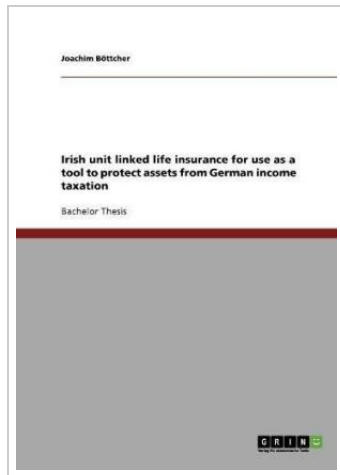 Joachim Böttcher
Irish unit linked life insurance for use as a
tool to protect assets from German income
taxation
Bachelor Thesis
GRIN